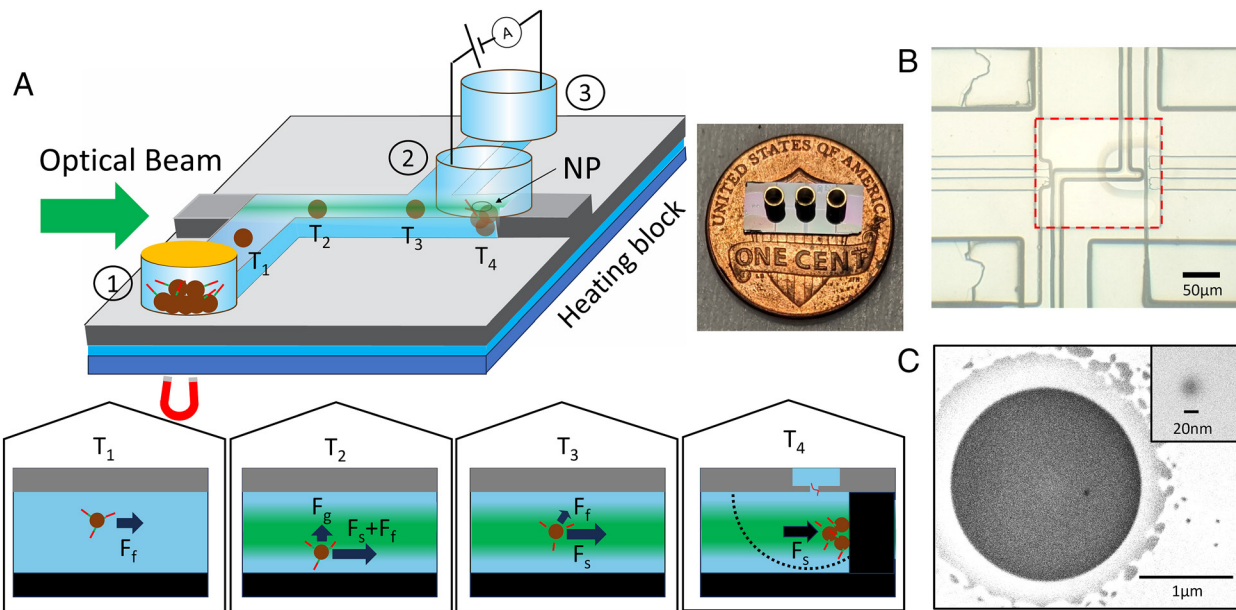 A
A
Optical Beam
1
2
3
NP
T1
T2
T3
T4
Heating block
UNITED STATES OF AMERICA
ONE CENT
B
50μm
C
20nm
1μm
T1
Ff
T2
Fg
Fs+Ff
T3
Ff
Fs
T4
Fs